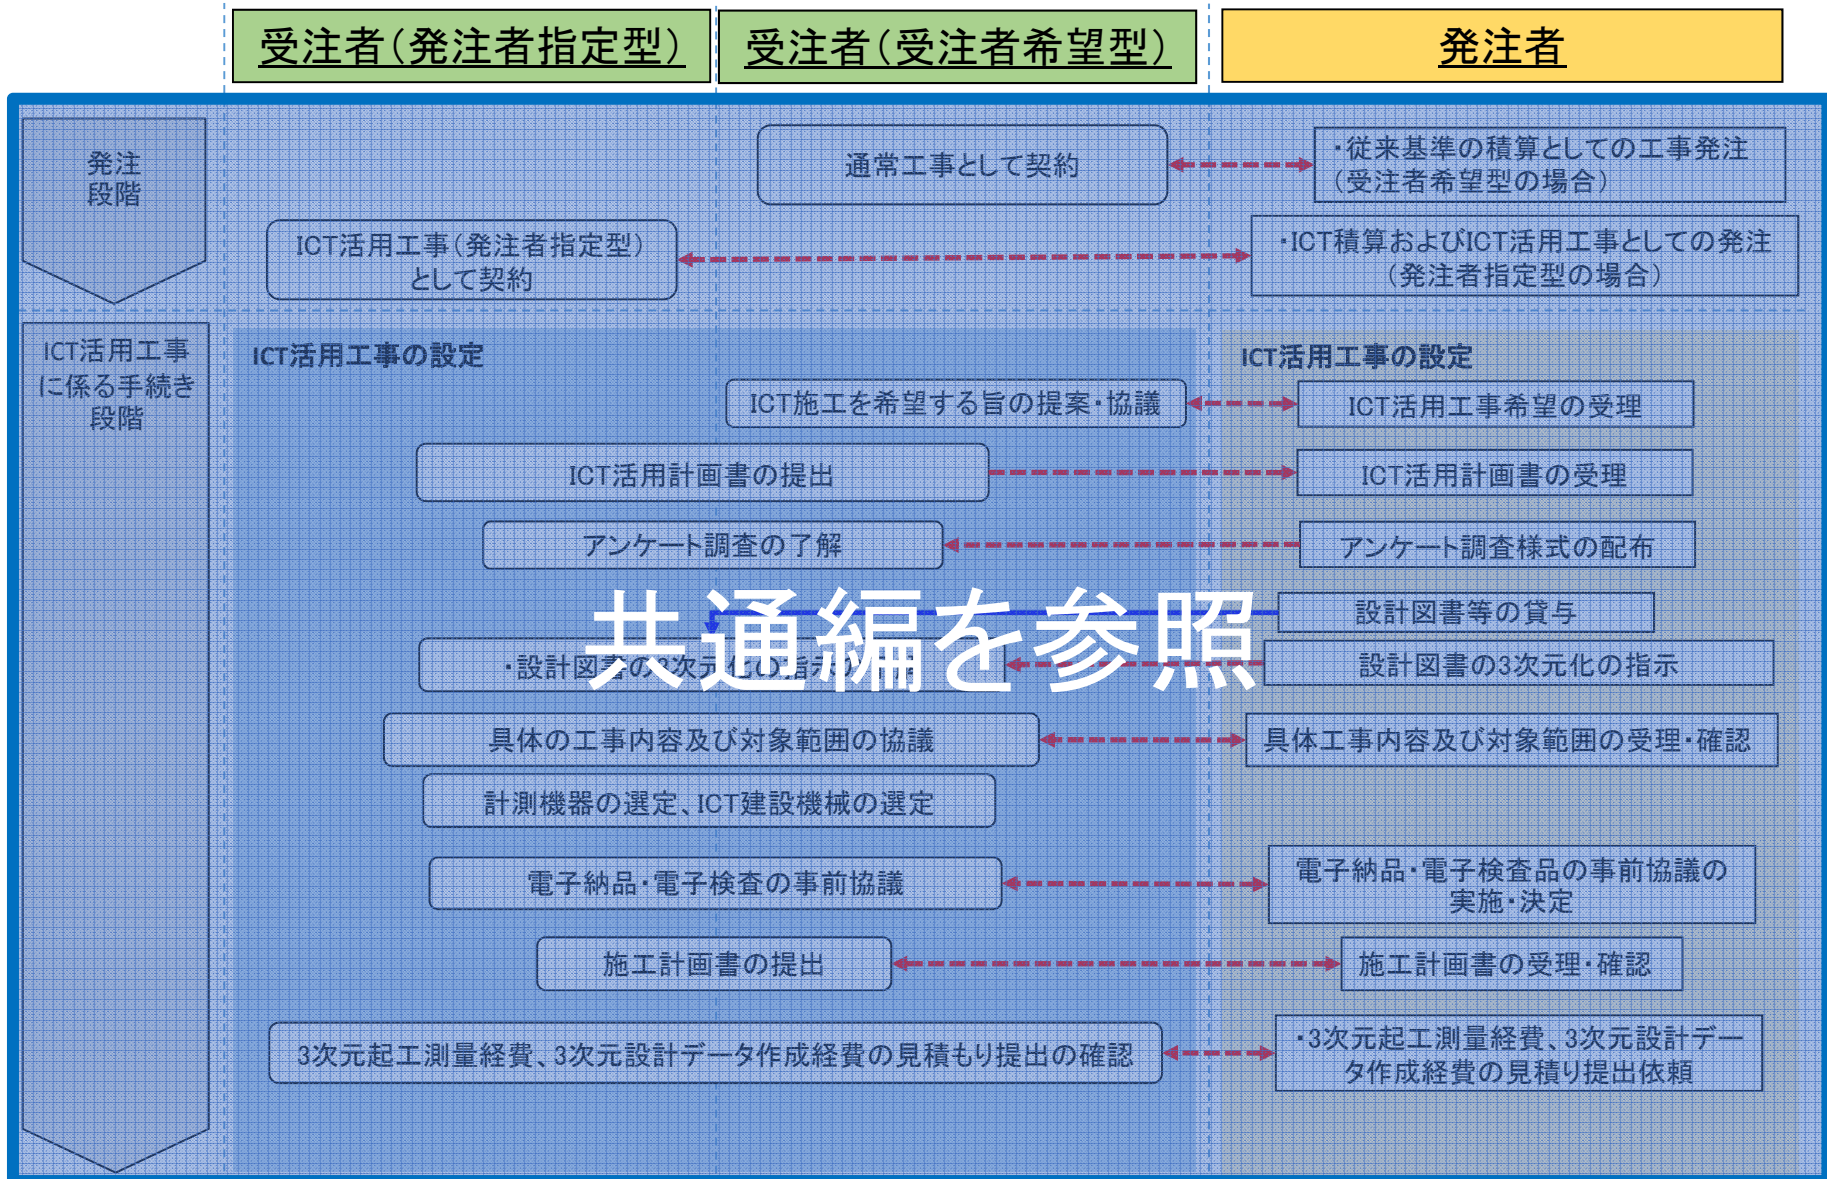 受注者（発注者指定型）
受注者（受注者希望型）
発注者
発注
段階
通常工事として契約
・従来基準の積算としての工事発注
（受注者希望型の場合）
ICT活用工事（発注者指定型）
として契約
・ICT積算およびICT活用工事としての発注
（発注者指定型の場合）
ICT活用工事
に係る手続き
段階
ICT活用工事の設定
ICT活用工事の設定
ICT施工を希望する旨の提案・協議
ICT活用工事希望の受理
ICT活用計画書の提出
ICT活用計画書の受理
アンケート調査の了解
アンケート調査様式の配布
共通編を参照
設計図書等の貸与
・設計図書の3次元化の指示の
設計図書の3次元化の指示
具体の工事内容及び対象範囲の協議
具体工事内容及び対象範囲の受理・確認
計測機器の選定、ICT建設機械の選定
電子納品・電子検査の事前協議
電子納品・電子検査品の事前協議の
実施・決定
施工計画書の提出
施工計画書の受理・確認
3次元起工測量経費、3次元設計データ作成経費の見積もり提出の確認
・3次元起工測量経費、3次元設計デー
タ作成経費の見積り提出依頼